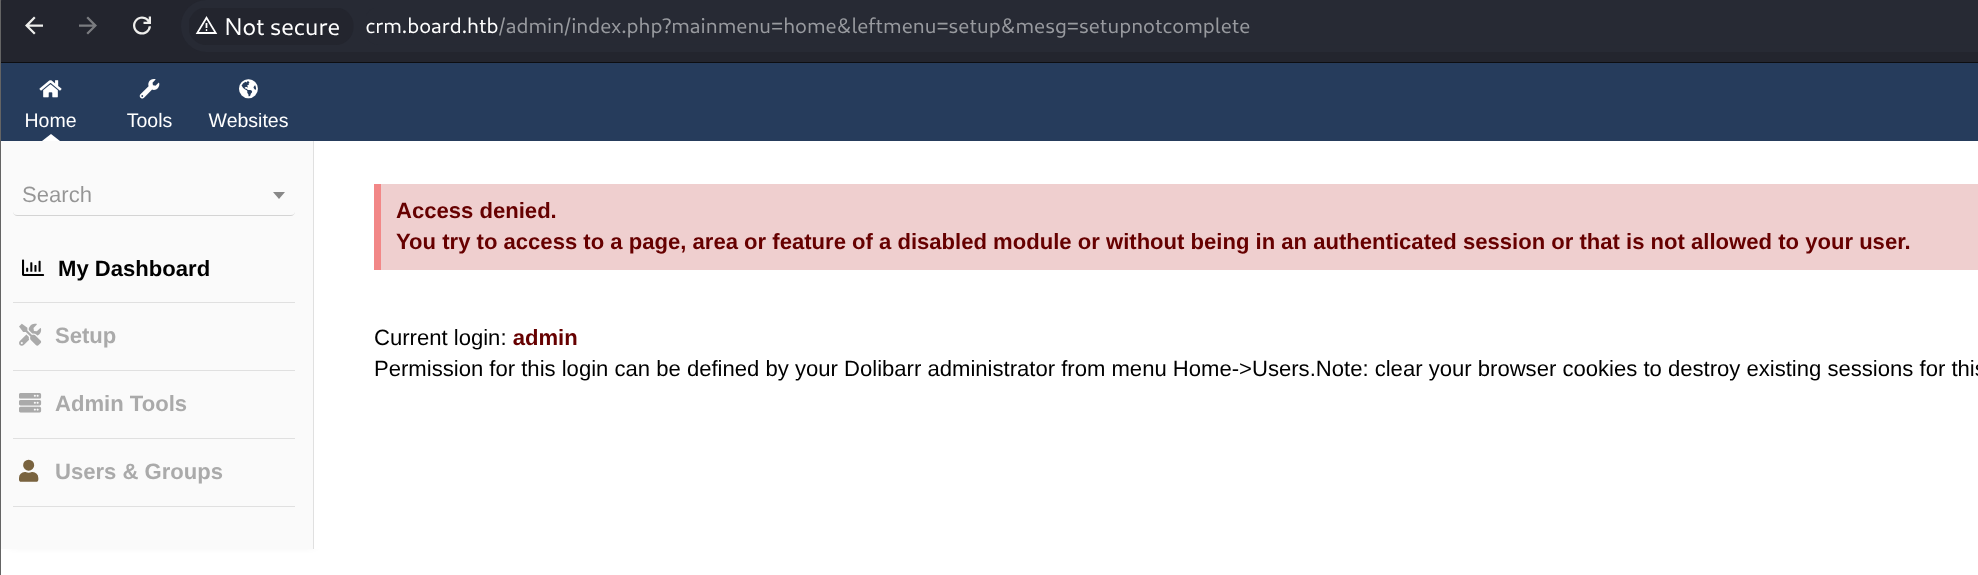 Not secure crm.board.htb/admin/index.php?mainmenu=home&leftmenu=setup&mesg=setupnotcomplete
Home Tools Websites
Search
My Dashboard
Setup
Admin Tools
Users & Groups
Access denied.
You try to access to a page, area or feature of a disabled module or without being in an authenticated session or that is not allowed to your user.
Current login: admin
Permission for this login can be defined by your Dolibarr administrator from menu Home->Users.Note: clear your browser cookies to destroy existing sessions for